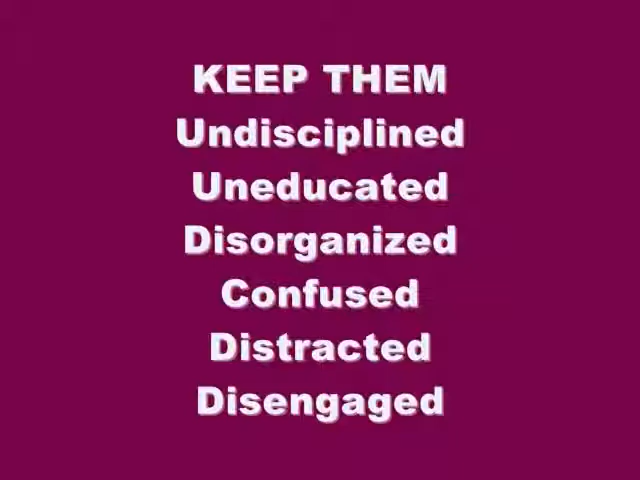 KEEP THEM
Undisciplined
Uneducated
Disorganized
Confused
Distracted
Disengaged